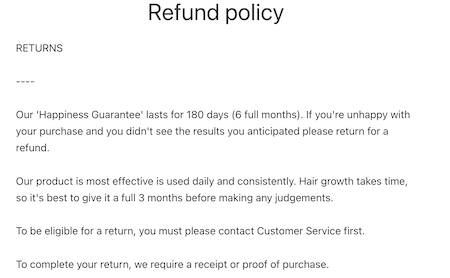 Refund policy
RETURNS
----
Our 'Happiness Guarantee' lasts for 180 days (6 full months). If you're unhappy with
your purchase and you didn't see the results you anticipated please return for a
refund.
Our product is most effective is used daily and consistently. Hair growth takes time,
so it's best to give it a full 3 months before making any judgements.
To be eligible for a return, you must please contact Customer Service first.
To complete your return, we require a receipt or proof of purchase.